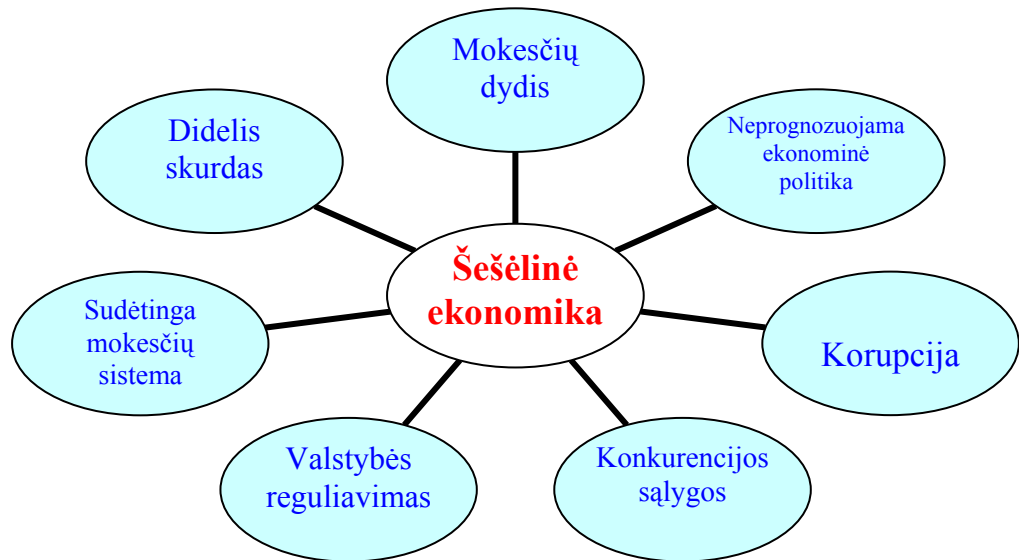 Mokesčių
dydis
Neprognozuojama
ekonominė
politika
Didelis
skurdas
Šešėlinė
ekonomika
Sudėtinga
mokesčių
sistema
Korupcija
Valstybės
reguliavimas
Konkurencijos
sąlygos